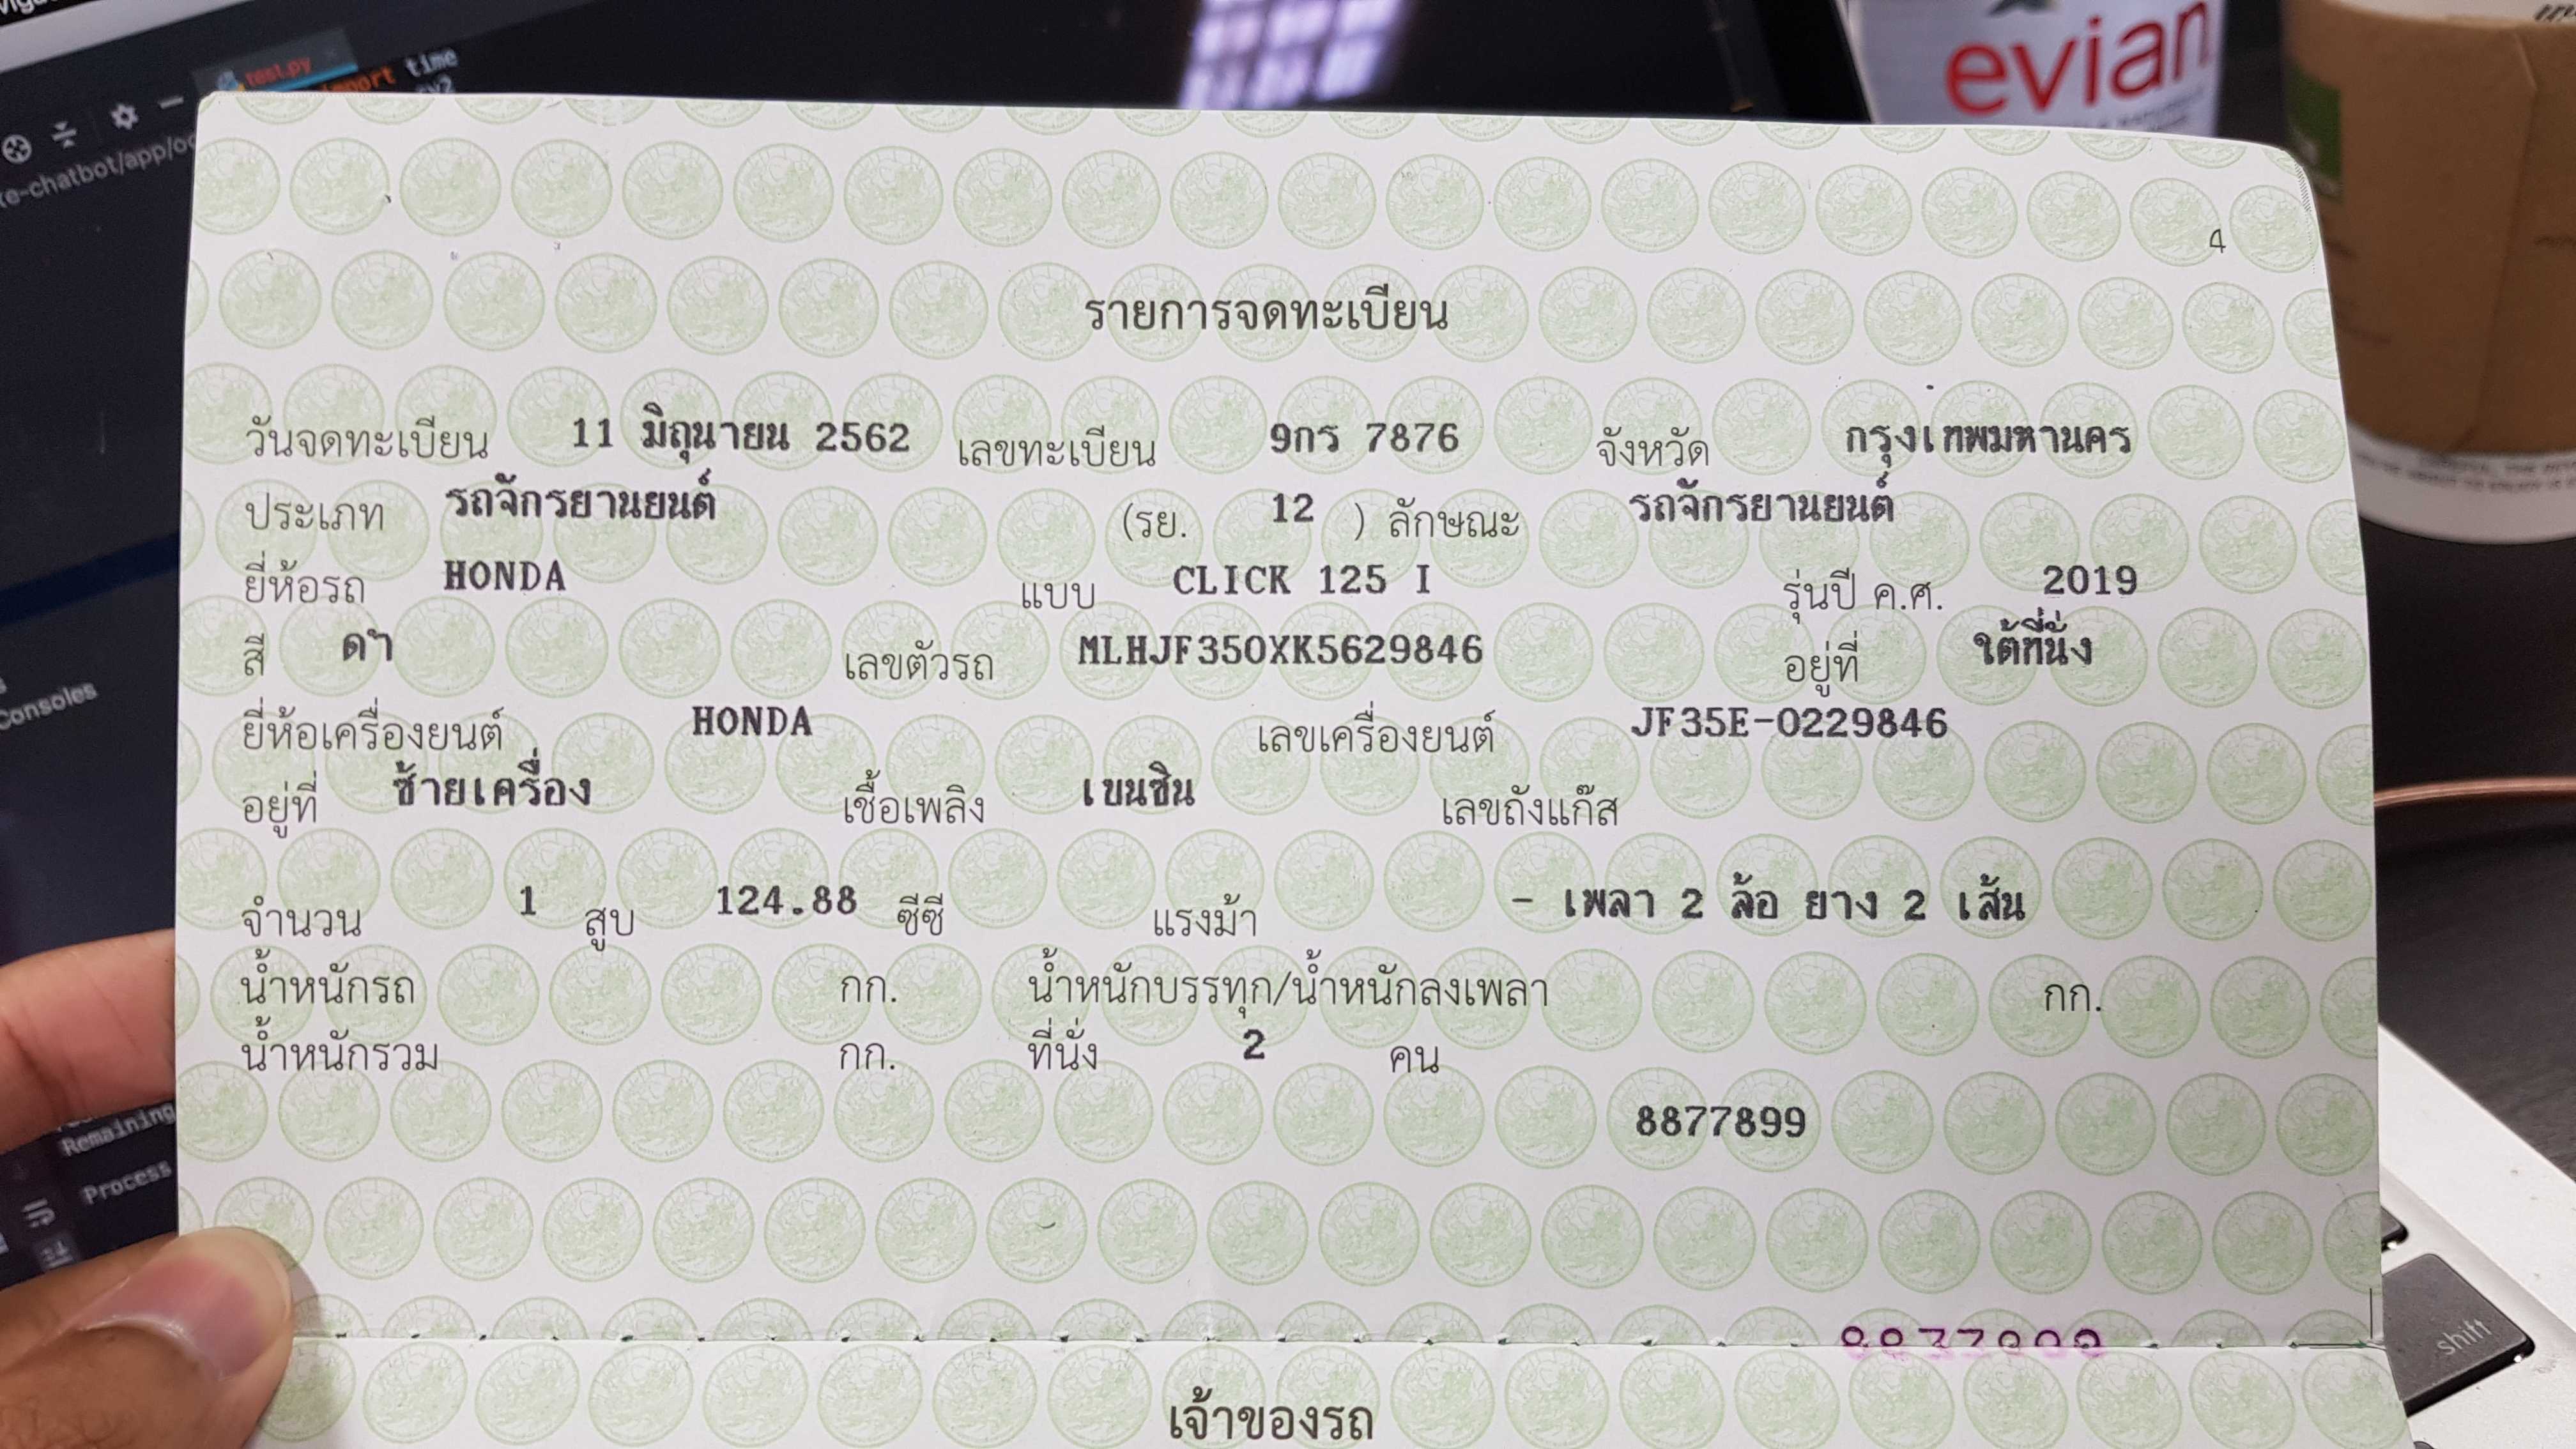 test.py
import time
evian
e-chatbot/app/oc
4
รายการจดทะเบียน
วันจดทะเบียน 11 มิถุนายน 2562 เลขทะเบียน 9กร 7876 จังหวัด กรุงเทพมหานคร
ประเภท รถจักรยานยนต์ (รย. 12 ) ลักษณะ รถจักรยานยนต์
ยี่ห้อรถ HONDA แบบ CLICK 125 I รุ่นปี ค.ศ. 2019
สี ดำ เลขตัวรถ MLHJF350XK5629846 อยู่ที่ ใต้ที่นั่ง
ยี่ห้อเครื่องยนต์ HONDA เลขเครื่องยนต์ JF35E-0229846
อยู่ที่ ซ้ายเครื่อง เชื้อเพลิง เบนซิน เลขถังแก๊ส
จำนวน 1 สูบ 124.88 ซีซี แรงม้า - เพลา 2 ล้อ ยาง 2 เส้น
น้ำหนักรถ กก. น้ำหนักบรรทุก/น้ำหนักลงเพลา กก.
น้ำหนักรวม กก. ที่นั่ง 2 คน
8877899
เจ้าของรถ
Consoles
Remaining
Process
shift